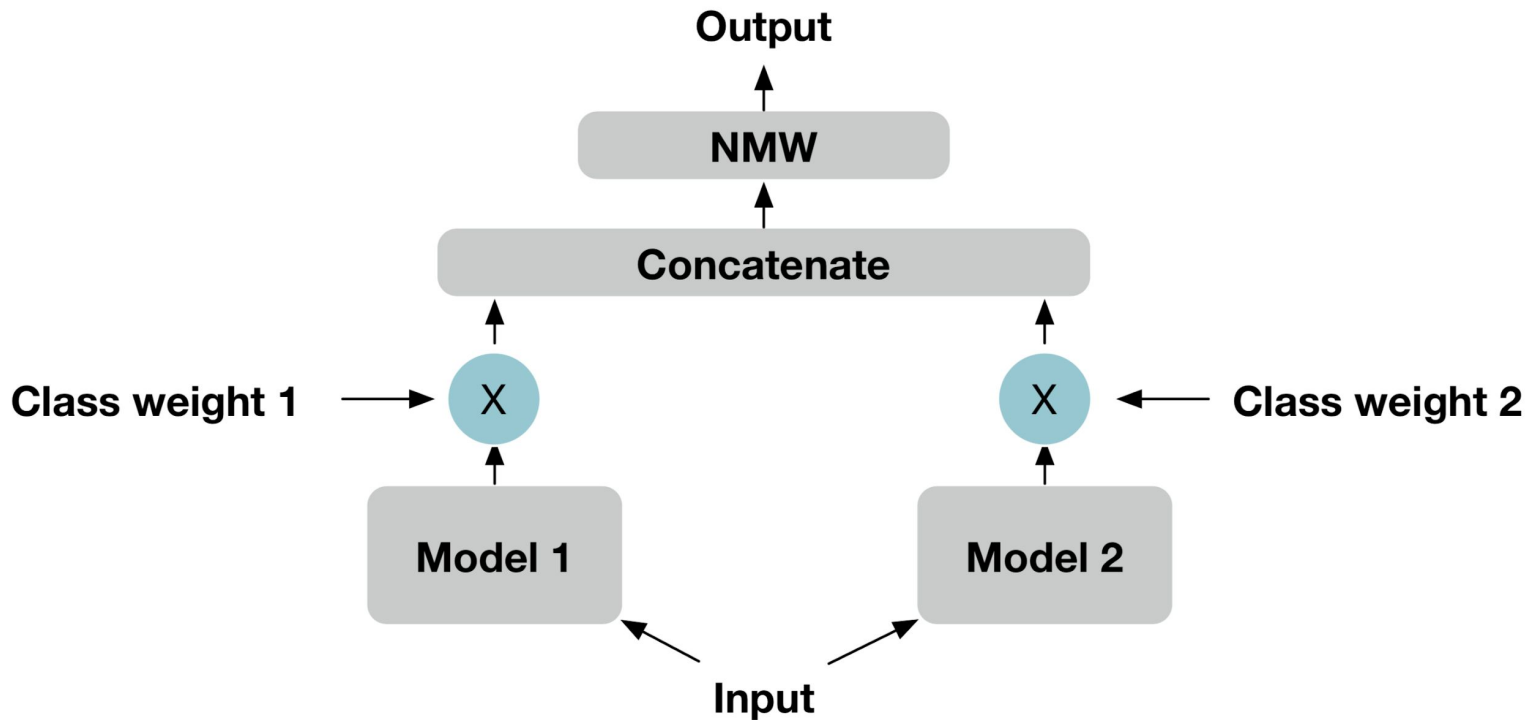 Output
NMW
Concatenate
Class weight 1
X
X
Class weight 2
Model 1
Model 2
Input